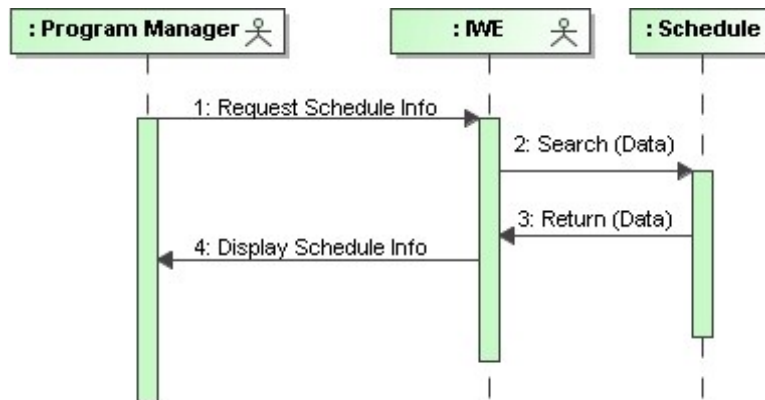 : Program Manager
: IWE
: Schedule
1: Request Schedule Info
2: Search (Data)
3: Return (Data)
4: Display Schedule Info